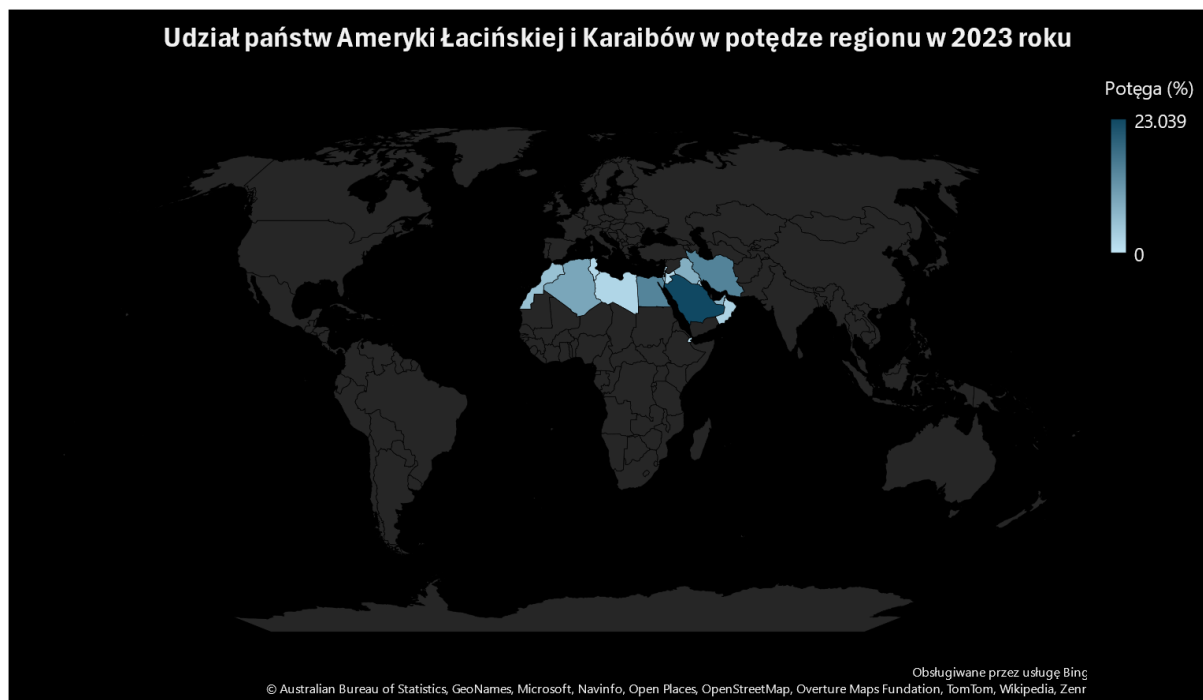 Udział państw Ameryki Łacińskiej i Karaibów w potędze regionu w 2023 roku
Potęga (%)
23.039
0
Obsługiwane przez usługę Bing
© Australian Bureau of Statistics, GeoNames, Microsoft, Navinfo, Open Places, OpenStreetMap, Overture Maps Fundation, TomTom, Wikipedia, Zenr